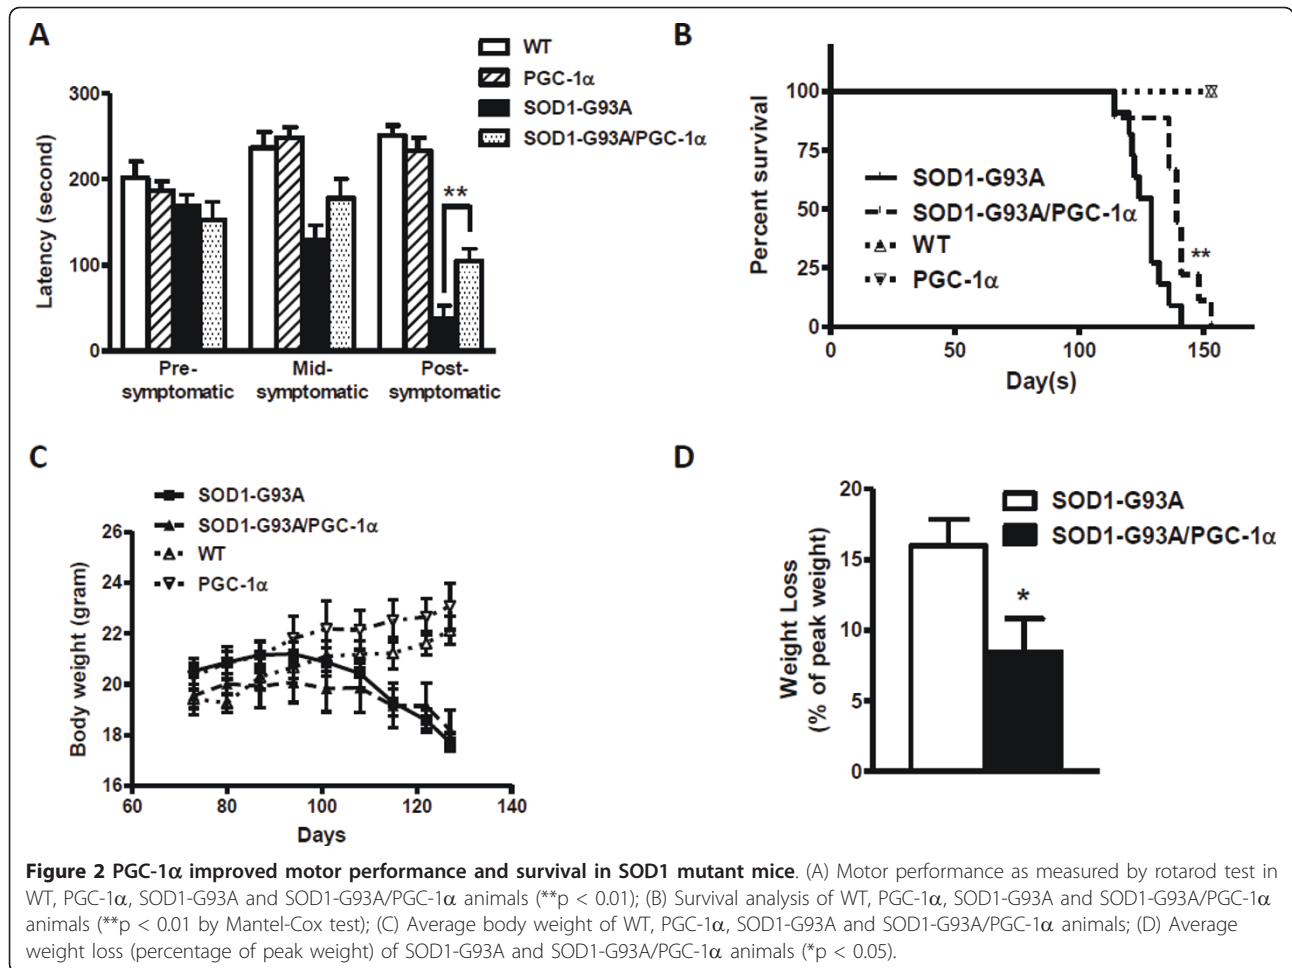 A
WT
PGC-1α
SOD1-G93A
SOD1-G93A/PGC-1α
300
200
100
0
Latency (second)
**
Pre-
symptomatic
Mid-
symptomatic
Post-
symptomatic
B
100
75
50
25
0
Percent survival
SOD1-G93A
SOD1-G93A/PGC-1α
WT
PGC-1α
**
0
50
100
150
Day(s)
C
SOD1-G93A
SOD1-G93A/PGC-1α
WT
PGC-1α
26
24
22
20
18
16
Body weight (gram)
60
80
100
120
140
Days
D
20
15
10
5
0
Weight Loss
(% of peak weight)
SOD1-G93A
SOD1-G93A/PGC-1α
*
Figure 2 PGC-1α improved motor performance and survival in SOD1 mutant mice. (A) Motor performance as measured by rotarod test in
WT, PGC-1α, SOD1-G93A and SOD1-G93A/PGC-1α animals (**p < 0.01); (B) Survival analysis of WT, PGC-1α, SOD1-G93A and SOD1-G93A/PGC-1α
animals (**p < 0.01 by Mantel-Cox test); (C) Average body weight of WT, PGC-1α, SOD1-G93A and SOD1-G93A/PGC-1α animals; (D) Average
weight loss (percentage of peak weight) of SOD1-G93A and SOD1-G93A/PGC-1α animals (*p < 0.05).